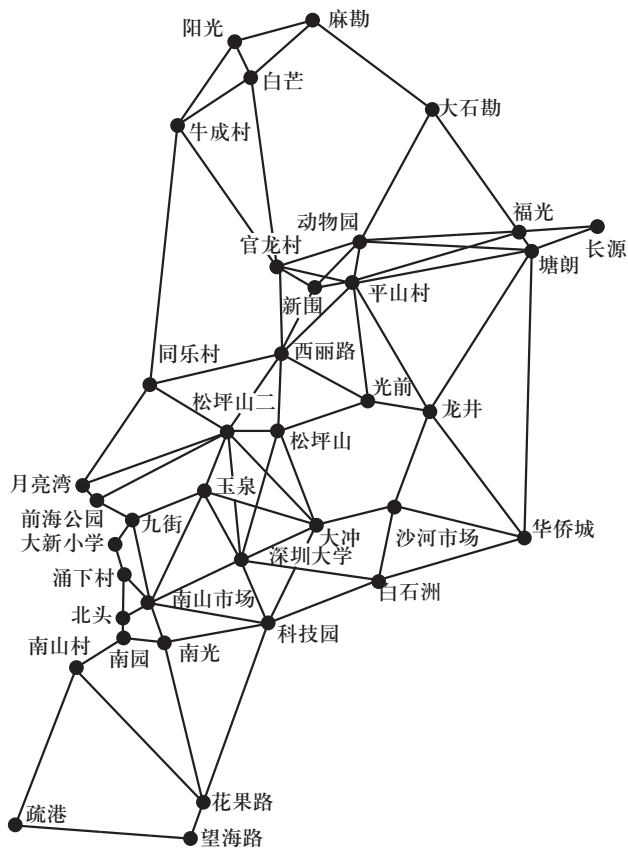 麻勘
阳光
白芒
大石勘
牛成村
福光
动物园
长源
官龙村
塘朗
平山村
新围
西丽路
同乐村
光前
松坪山二
龙井
松坪山
月亮湾
玉泉
前海公园
九街
大冲
沙河市场
华侨城
大新小学
深圳大学
涌下村
白石洲
南山市场
北头
科技园
南山村
南园
南光
花果路
疏港
望海路